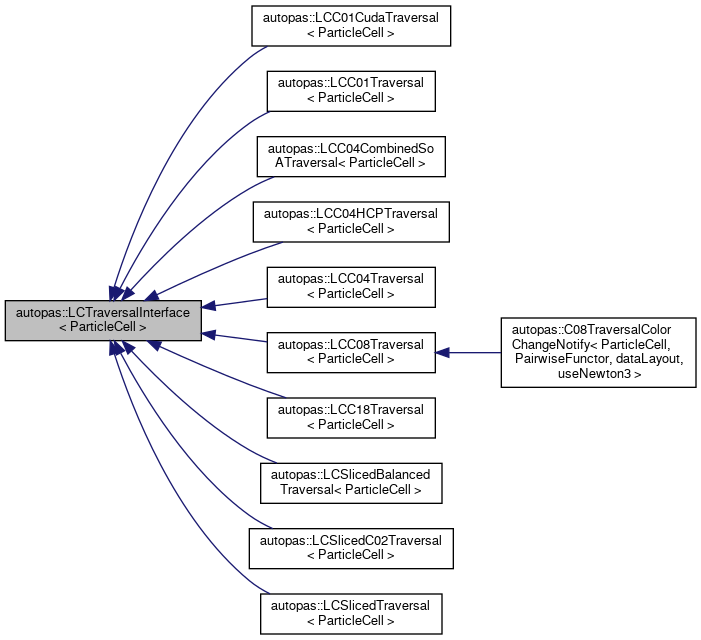 autopas::LCC01CudaTraversal
< ParticleCell >
autopas::LCC01Traversal
< ParticleCell >
autopas::LCC04CombinedSo
ATraversal< ParticleCell >
autopas::LCC04HCPTraversal
< ParticleCell >
autopas::LCC04Traversal
< ParticleCell >
autopas::LCTraversalInterface
< ParticleCell >
autopas::LCC08Traversal
< ParticleCell >
autopas::C08TraversalColor
ChangeNotify< ParticleCell,
PairwiseFunctor, dataLayout,
useNewton3 >
autopas::LCC18Traversal
< ParticleCell >
autopas::LCSlicedBalanced
Traversal< ParticleCell >
autopas::LCSlicedC02Traversal
< ParticleCell >
autopas::LCSlicedTraversal
< ParticleCell >